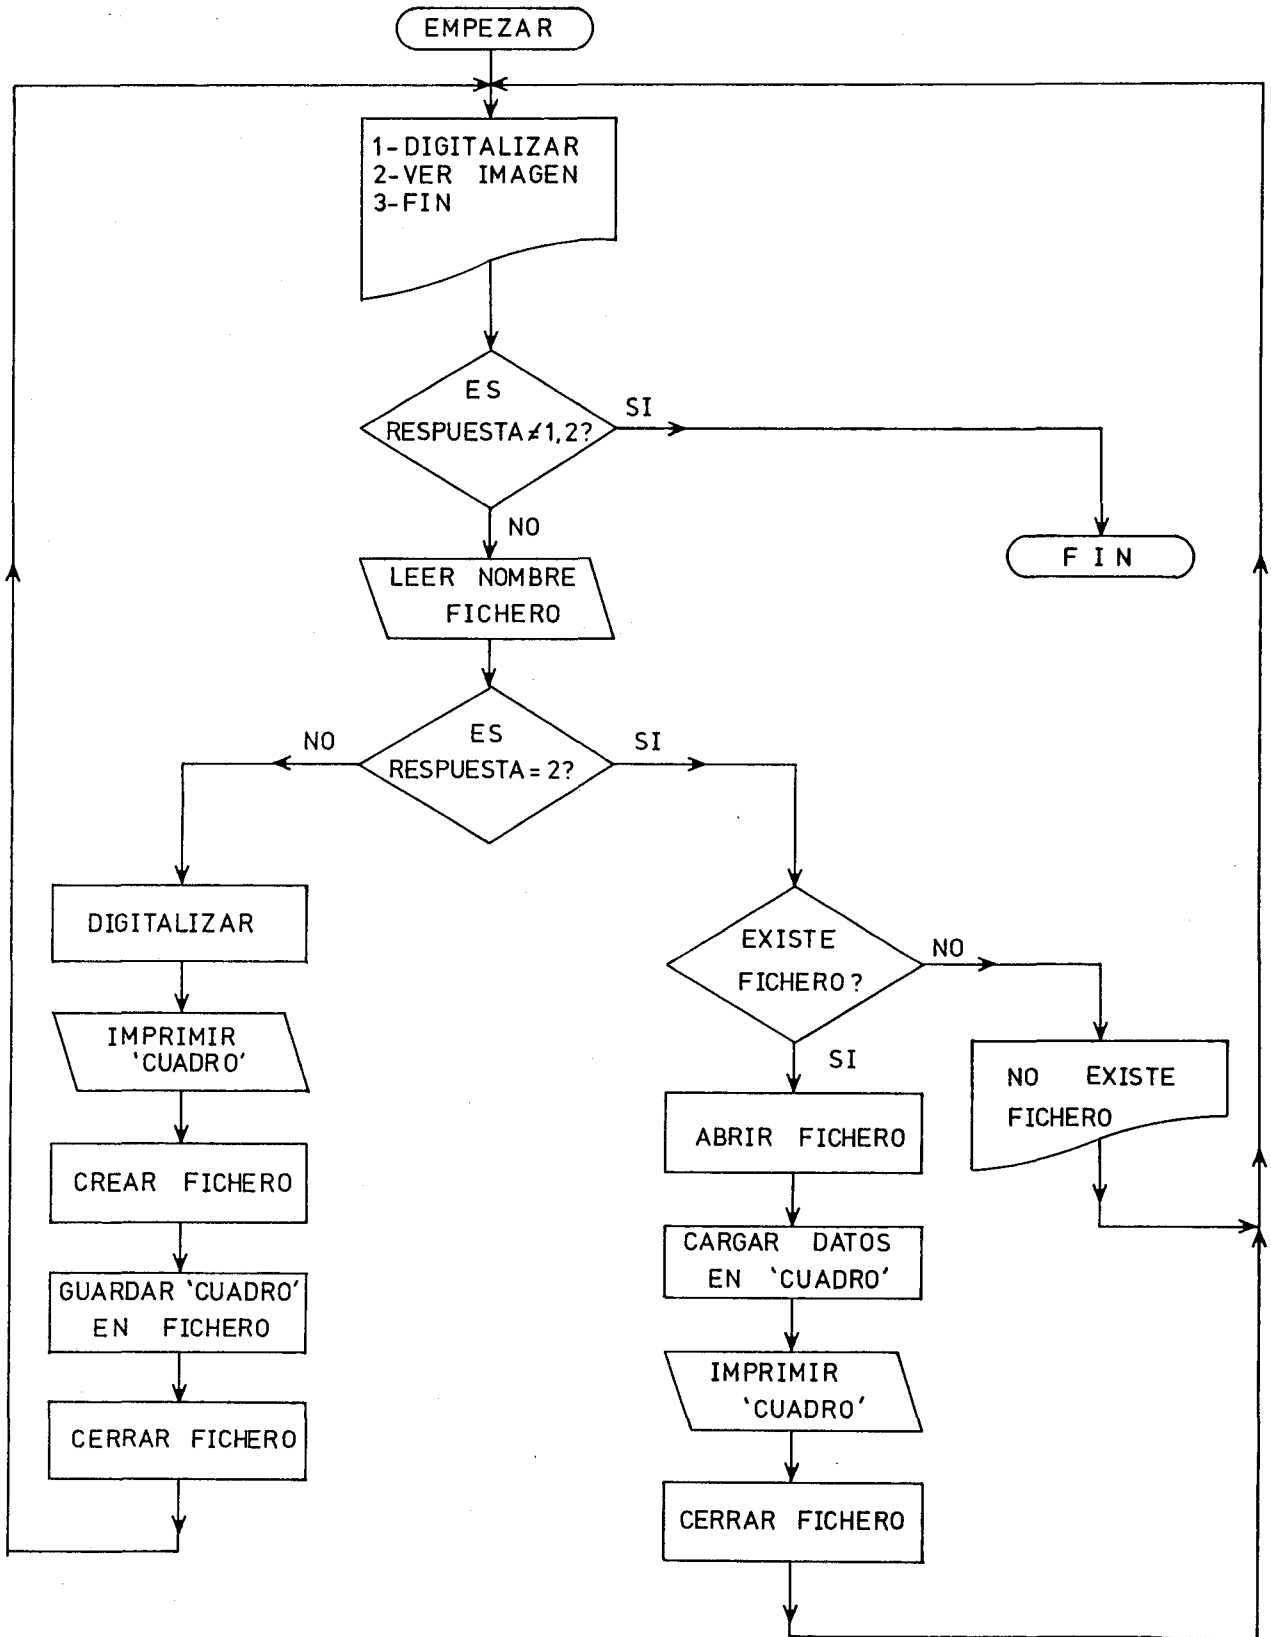 EMPEZAR
1-DIGITALIZAR
2-VER IMAGEN
3-FIN
ES
RESPUESTA≠1,2?
SI
NO
FIN
LEER NOMBRE
FICHERO
ES
RESPUESTA=2?
NO
SI
DIGITALIZAR
IMPRIMIR
'CUADRO'
CREAR FICHERO
GUARDAR 'CUADRO'
EN FICHERO
CERRAR FICHERO
EXISTE
FICHERO?
NO
SI
NO EXISTE
FICHERO
ABRIR FICHERO
CARGAR DATOS
EN 'CUADRO'
IMPRIMIR
'CUADRO'
CERRAR FICHERO